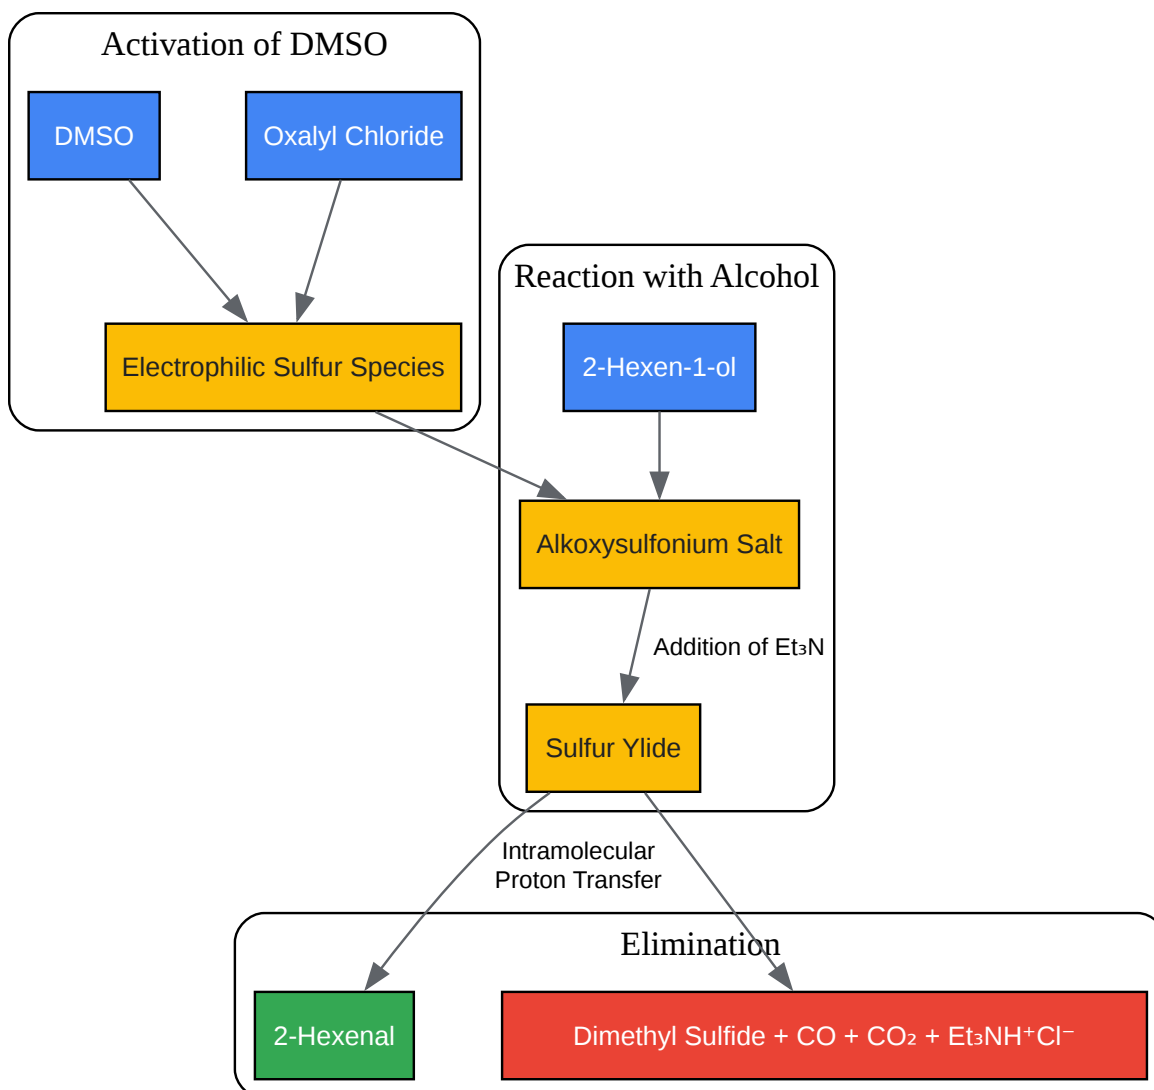 Activation of DMSO
DMSO
Oxalyl Chloride
Electrophilic Sulfur Species
Reaction with Alcohol
2-Hexen-1-ol
Alkoxysulfonium Salt
Addition of Et₃N
Sulfur Ylide
Intramolecular
Proton Transfer
Elimination
2-Hexenal
Dimethyl Sulfide + CO + CO₂ + Et₃NH⁺Cl⁻